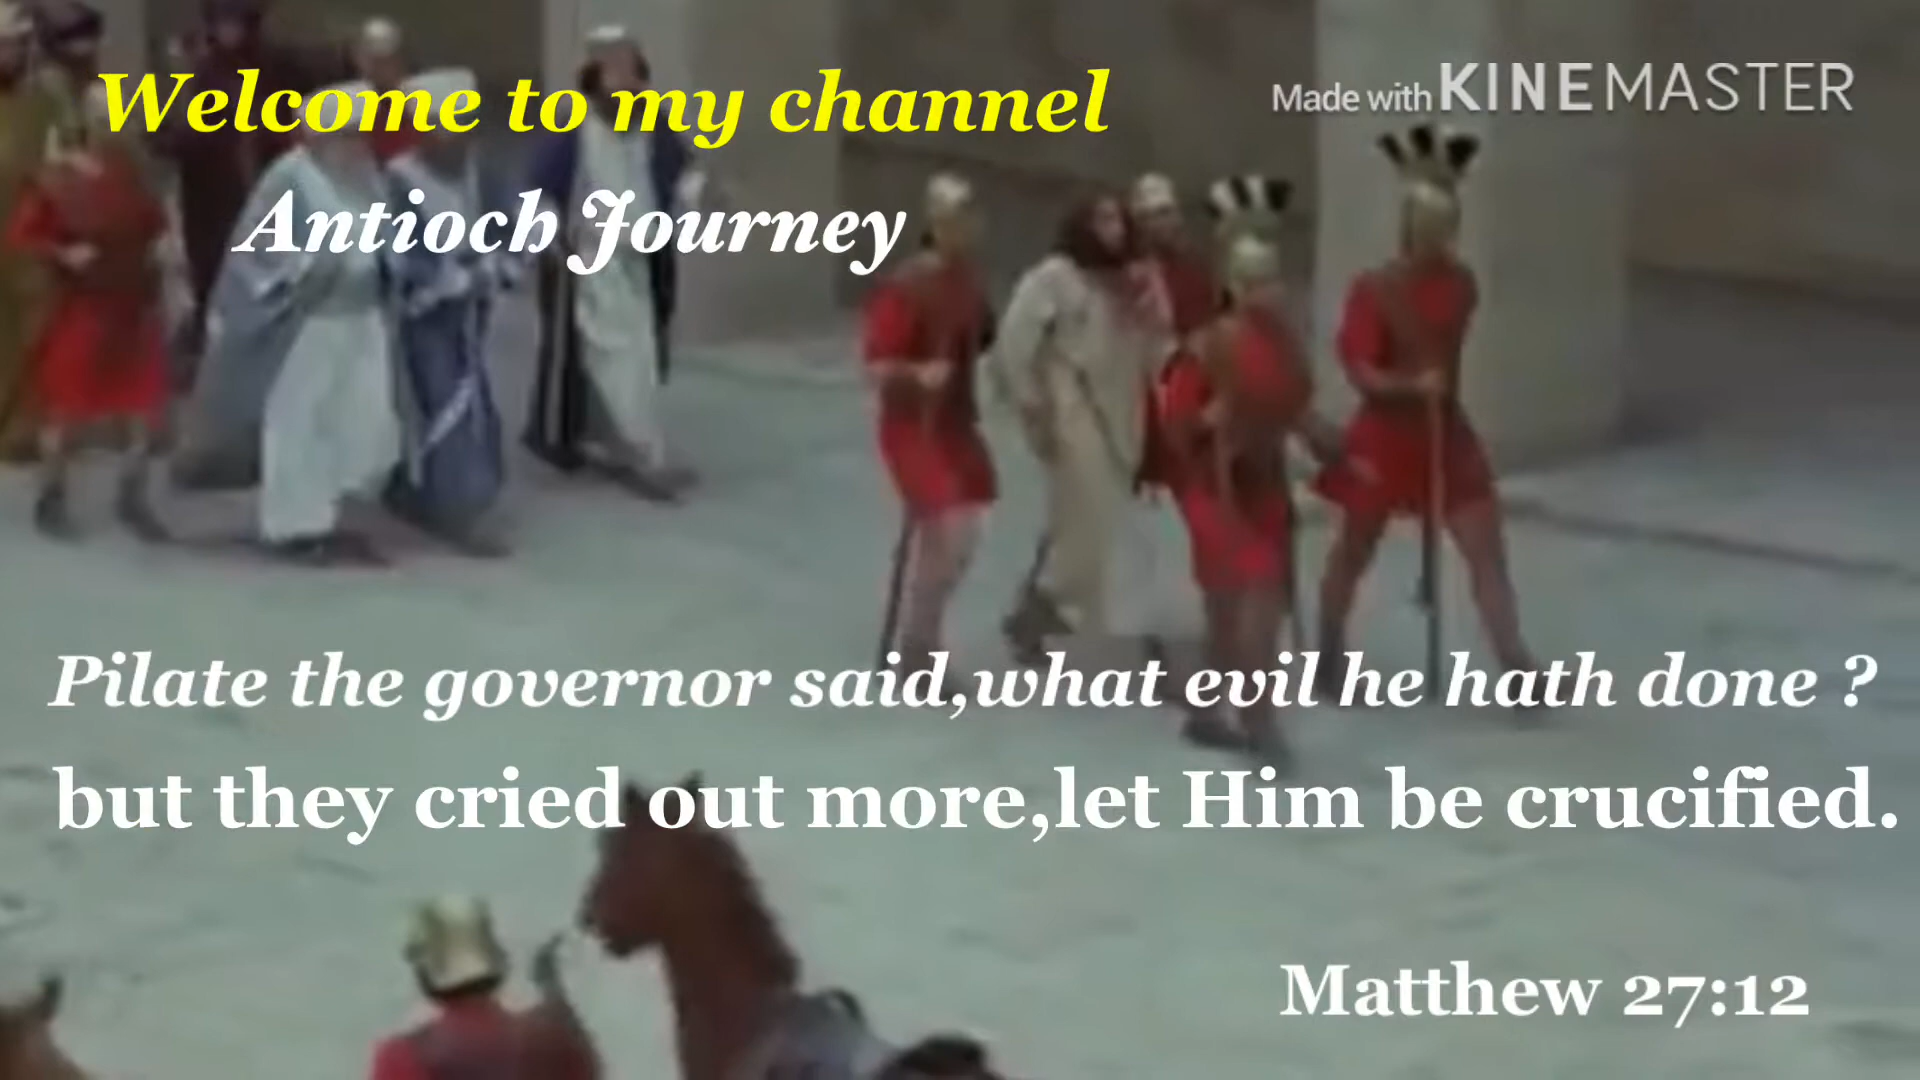 Welcome to my channel
Made with KINEMASTER
Antioch Journey
Pilate the governor said,what evil he hath done ?
but they cried out more,let Him be crucified.
Matthew 27:12